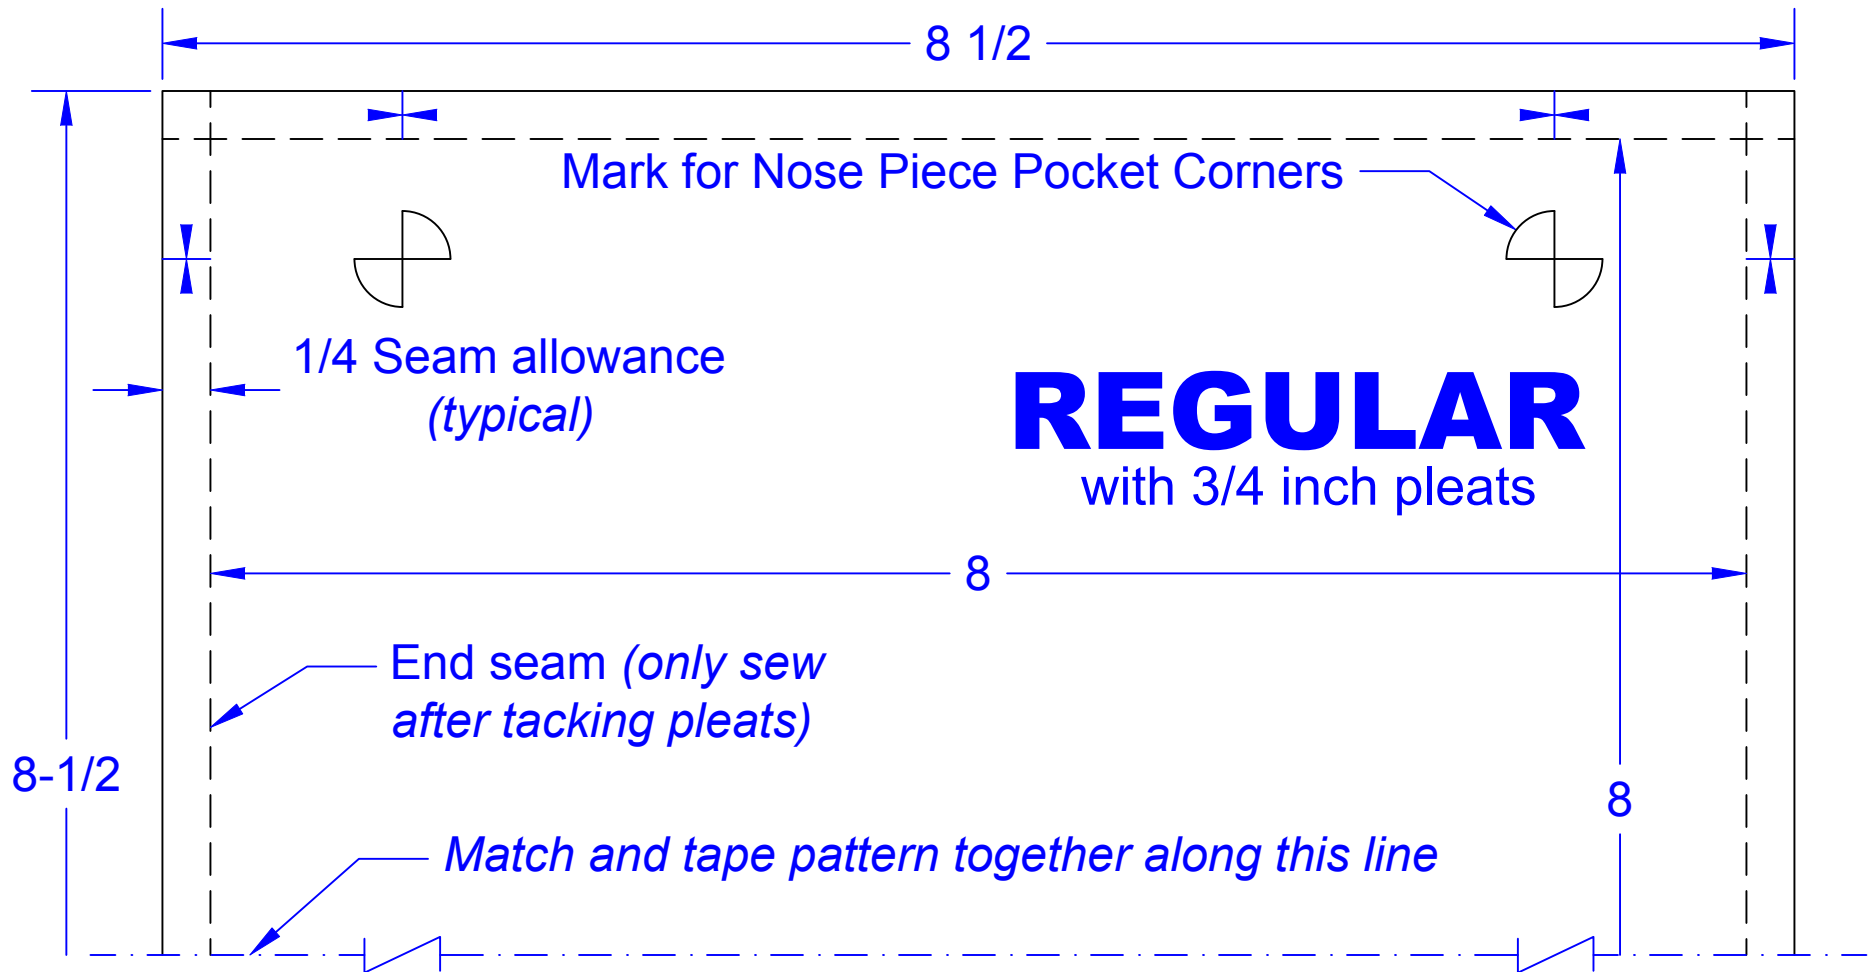 8 1/2
Mark for Nose Piece Pocket Corners
1/4 Seam allowance
(typical)
REGULAR
with 3/4 inch pleats
8
End seam (only sew
after tacking pleats)
8-1/2
8
Match and tape pattern together along this line